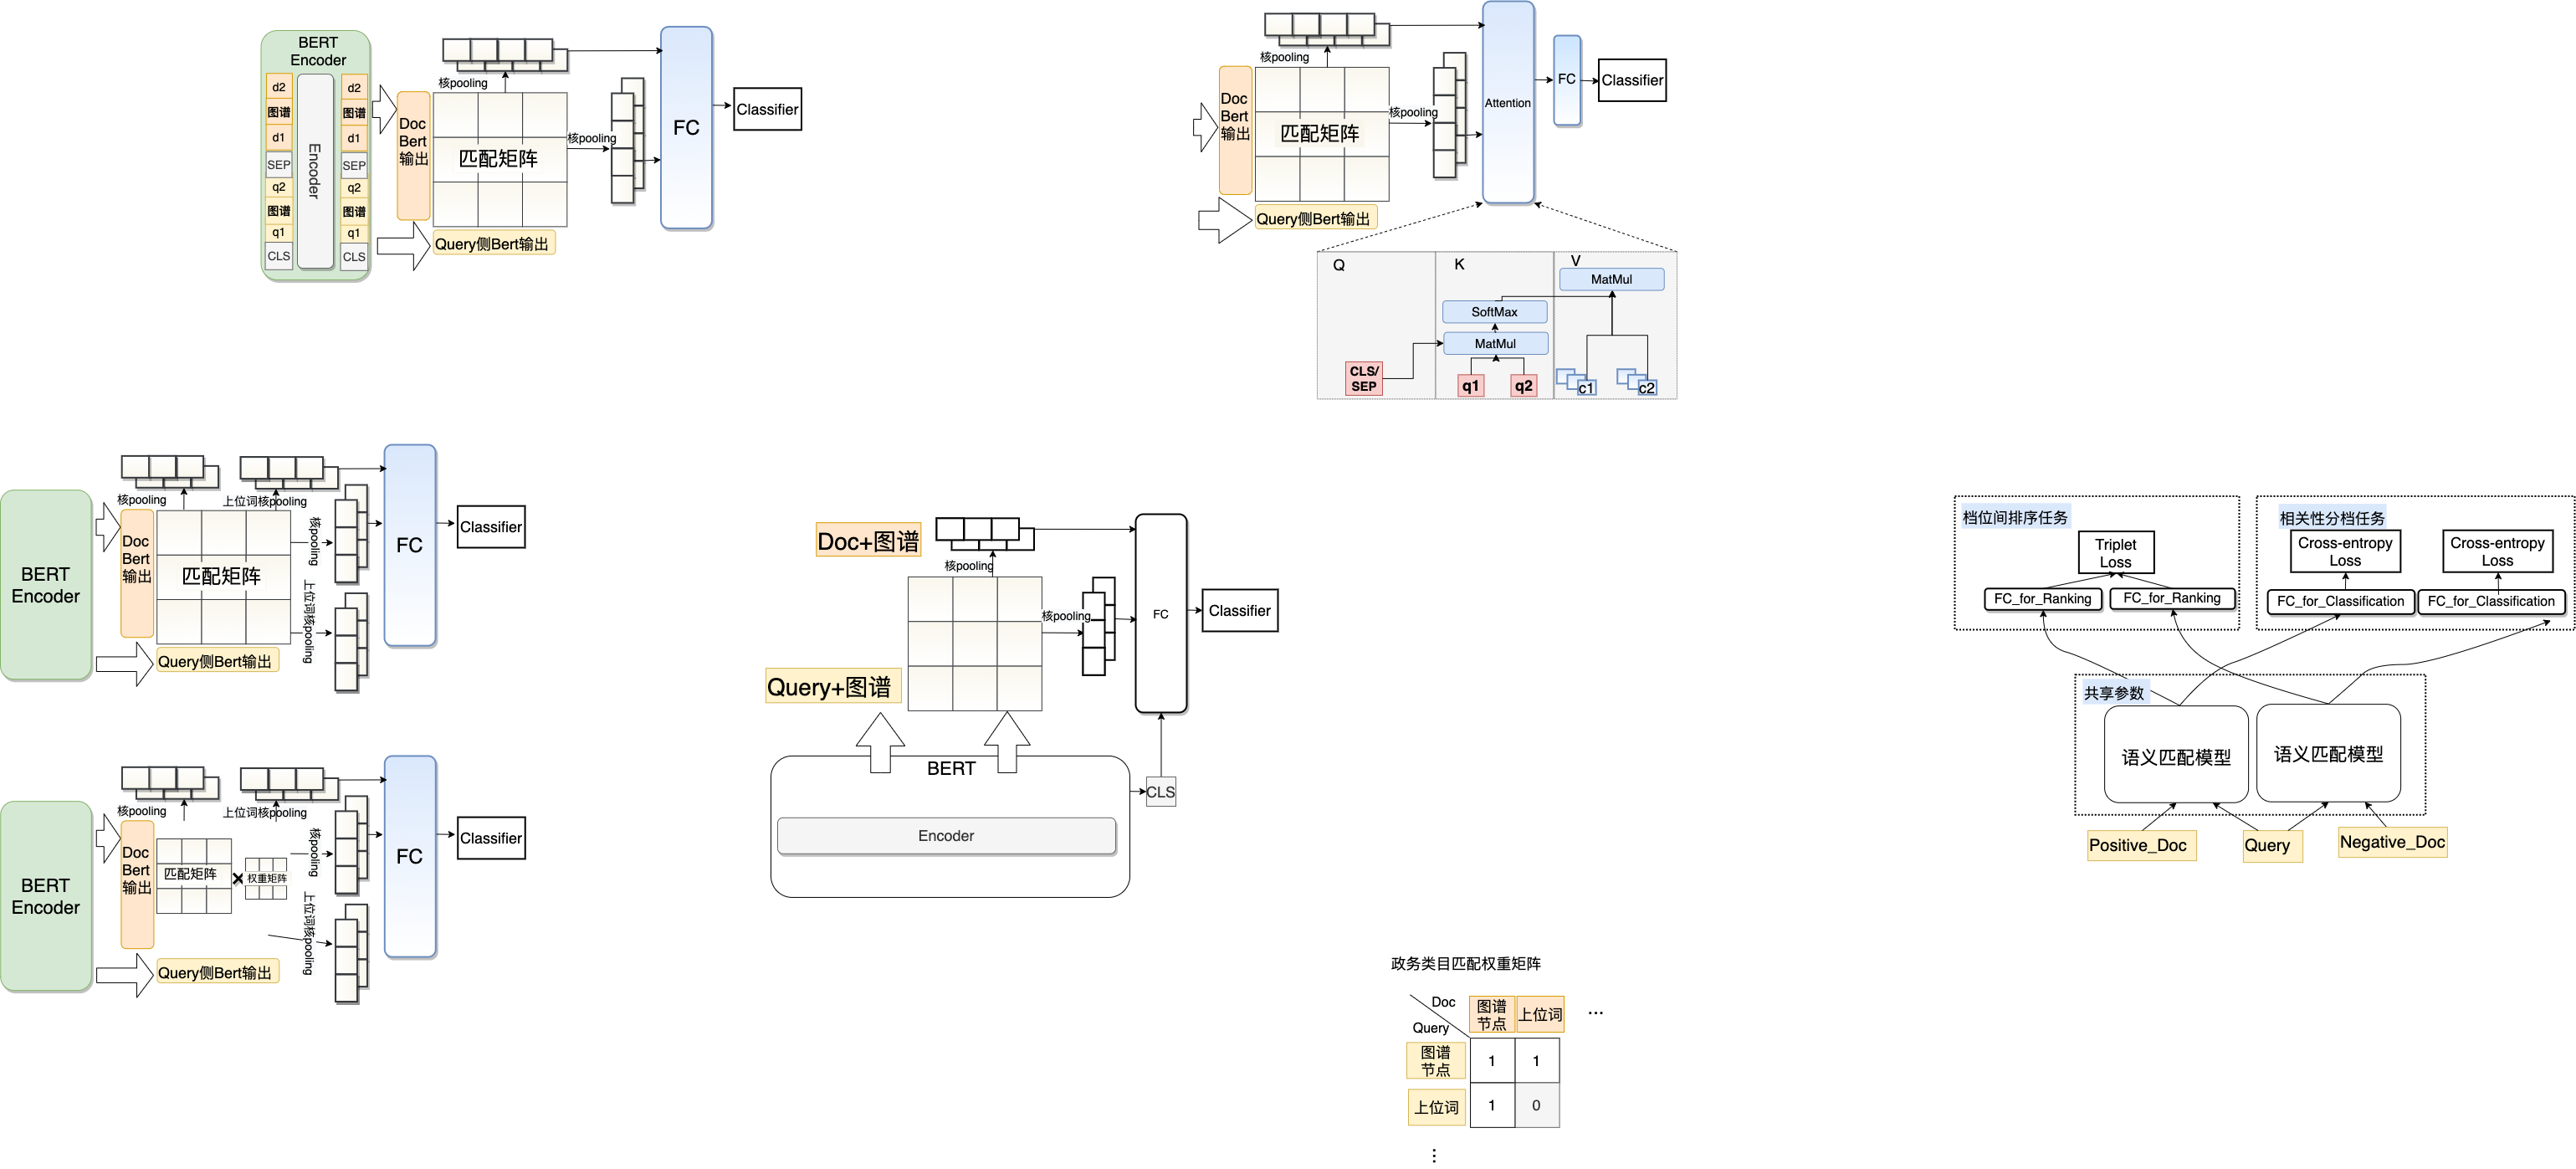 BERT
Encoder
d2
图谱
d1
SEP
q2
图谱
q1
CLS
Encoder
d2
图谱
d1
SEP
q2
图谱
q1
CLS
核pooling
Doc
Bert
输出
匹配矩阵
核pooling
Query侧Bert输出
FC
Classifier
核pooling
Doc
Bert
输出
匹配矩阵
核pooling
Query侧Bert输出
Attention
FC
Classifier
Q
K
V
MatMul
SoftMax
MatMul
CLS/
SEP
q1
q2
c1
c2
BERT
Encoder
核pooling
上位词核pooling
Doc
Bert
输出
匹配矩阵
核pooling
上位词核pooling
Query侧Bert输出
FC
Classifier
BERT
Encoder
核pooling
上位词核pooling
Doc
Bert
输出
匹配矩阵
×
权重矩阵
核pooling
上位词核pooling
Query侧Bert输出
FC
Classifier
Doc+图谱
核pooling
核pooling
Query+图谱
FC
Classifier
BERT
CLS
Encoder
档位间排序任务
Triplet
Loss
FC_for_Ranking
FC_for_Ranking
相关性分档任务
Cross-entropy
Loss
Cross-entropy
Loss
FC_for_Classification
FC_for_Classification
共享参数
语义匹配模型
语义匹配模型
Positive_Doc
Query
Negative_Doc
政务类目匹配权重矩阵
Doc
Query
图谱
节点
上位词
...
图谱
节点
1
1
上位词
1
0
⋮